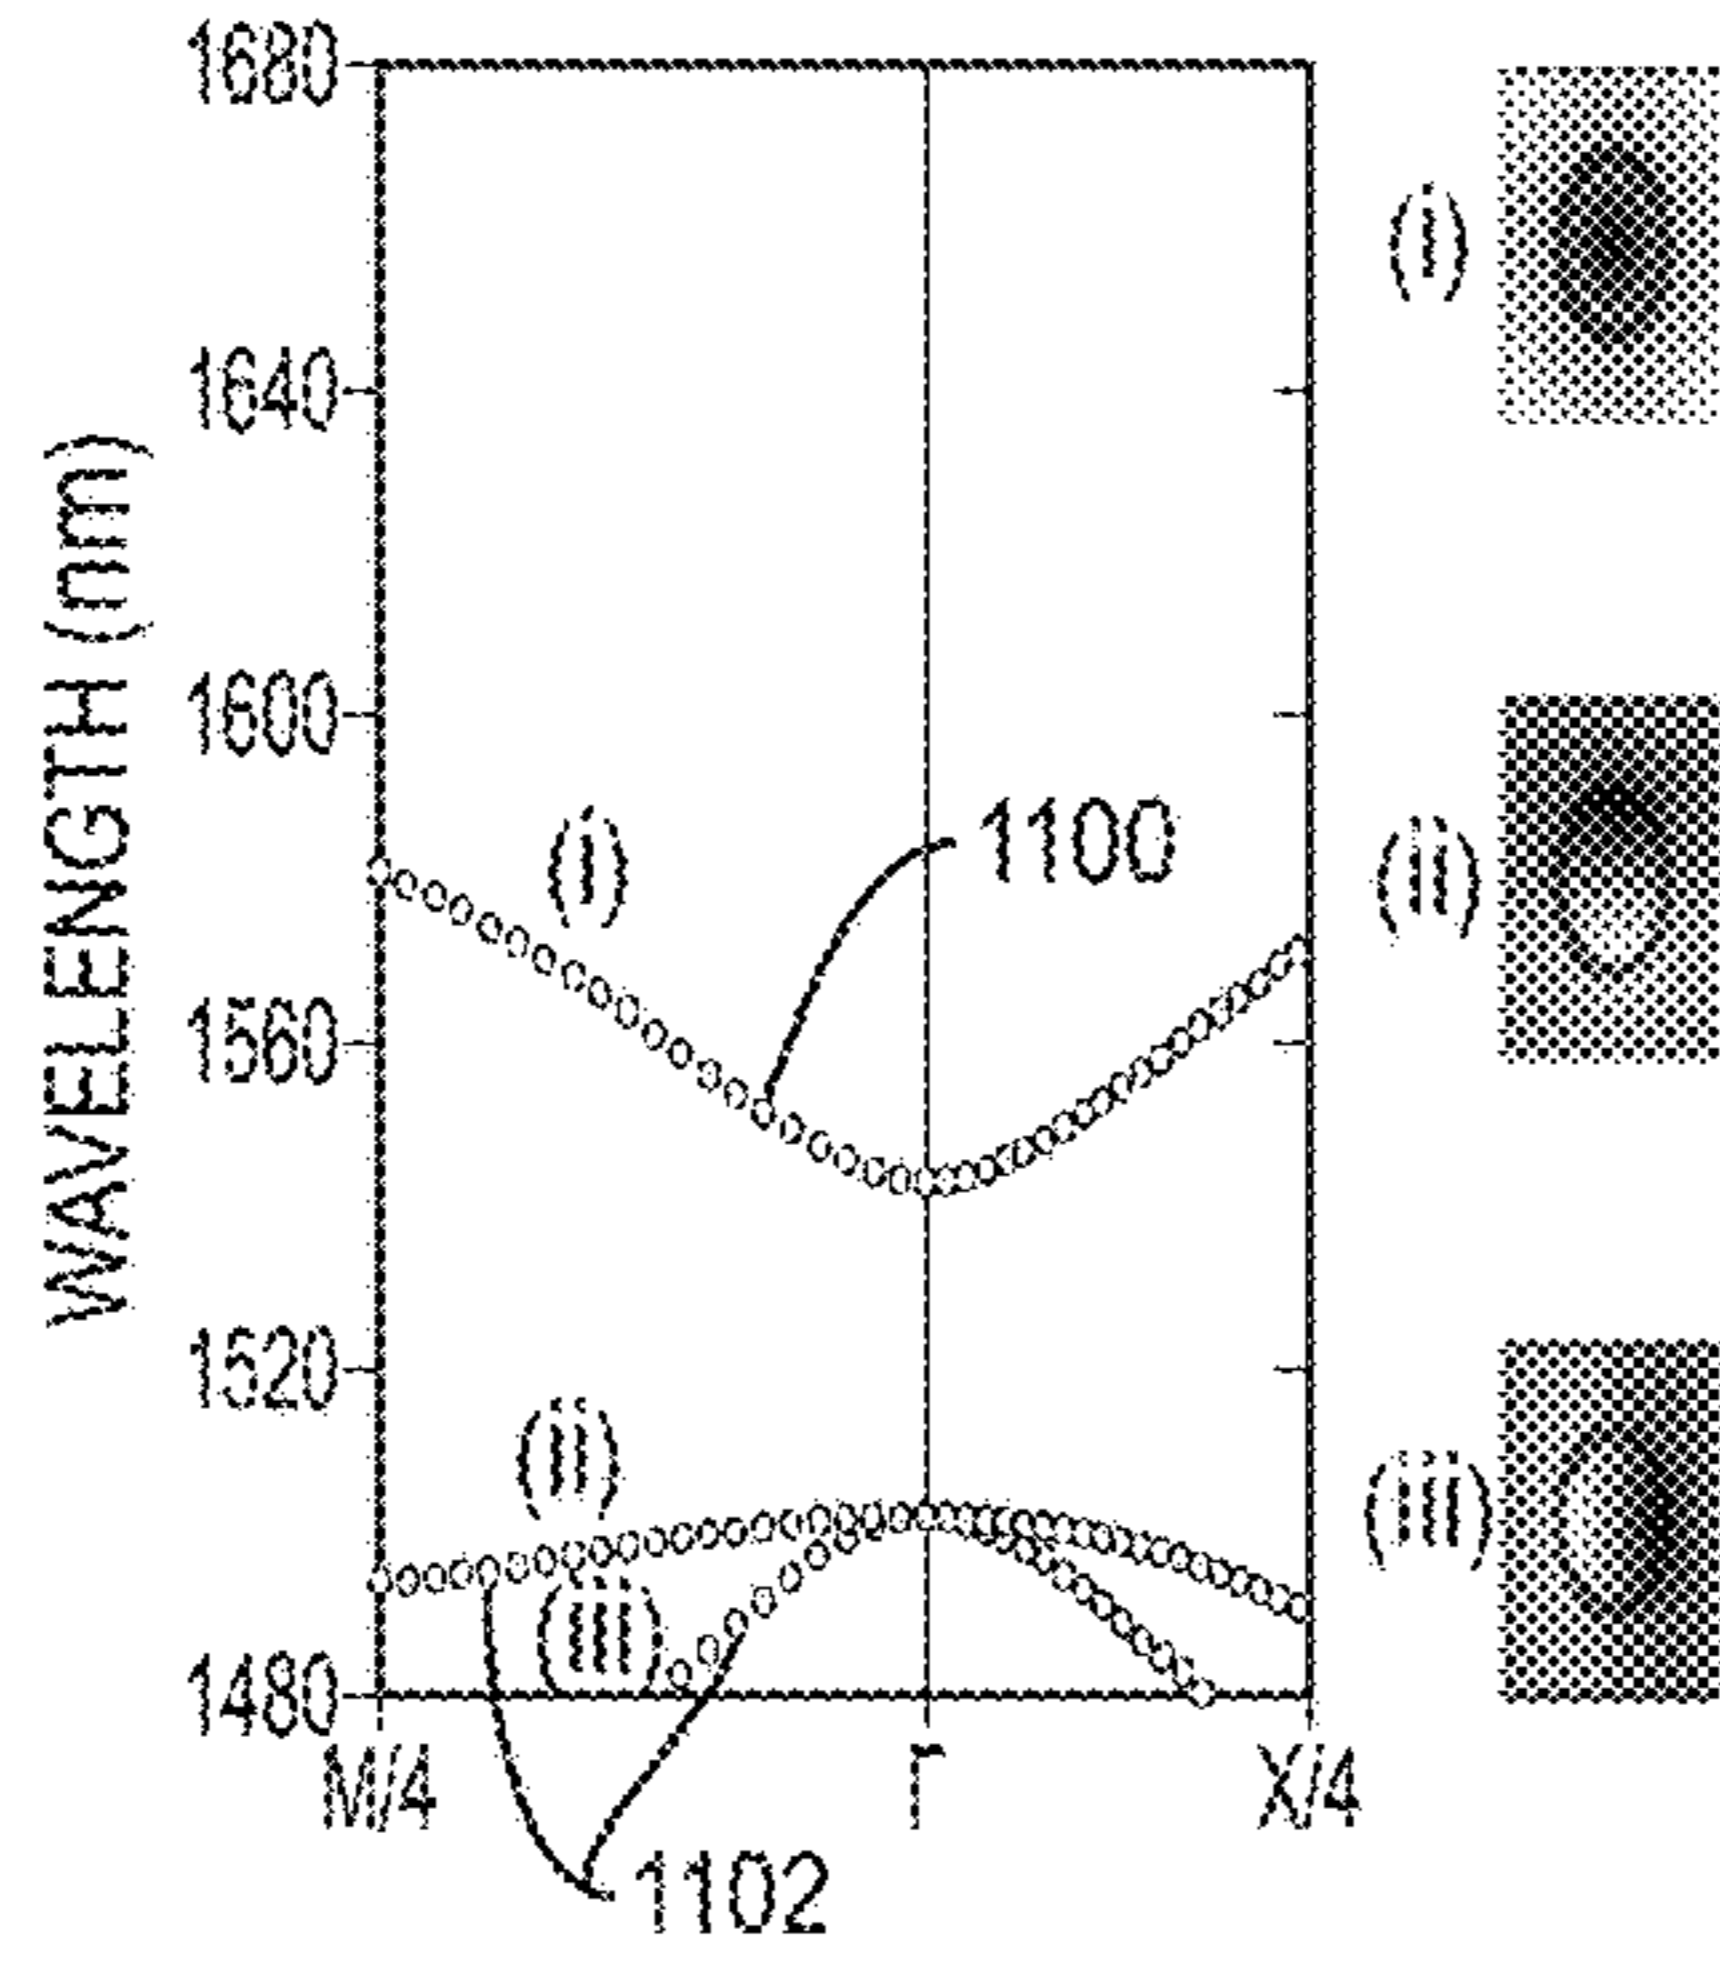 WAVELENGTH (nm)
1680
1640
1600
1560
1520
1480
M/4
Γ
X/4
(i)
1100
(ii)
(iii)
1102
(i)
(ii)
(iii)